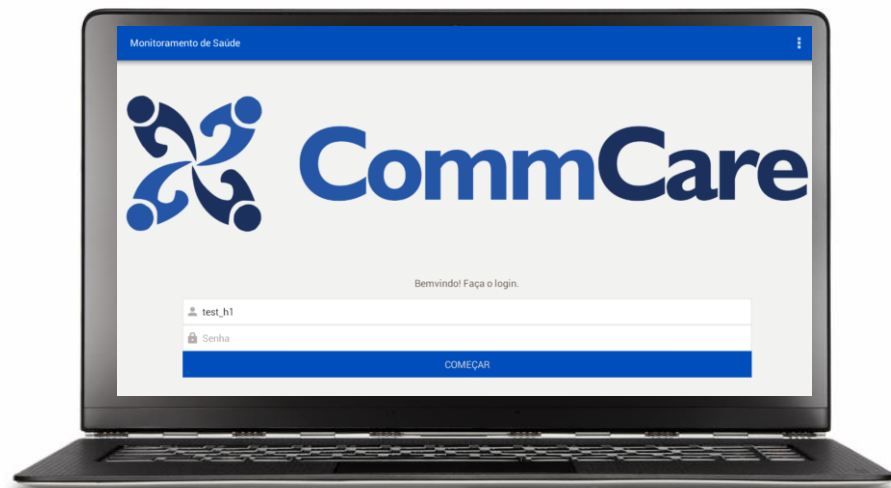 Monitoramento de Saúde
CommCare
Bemvindo! Faça o login.
test_h1
Senha
COMEÇAR